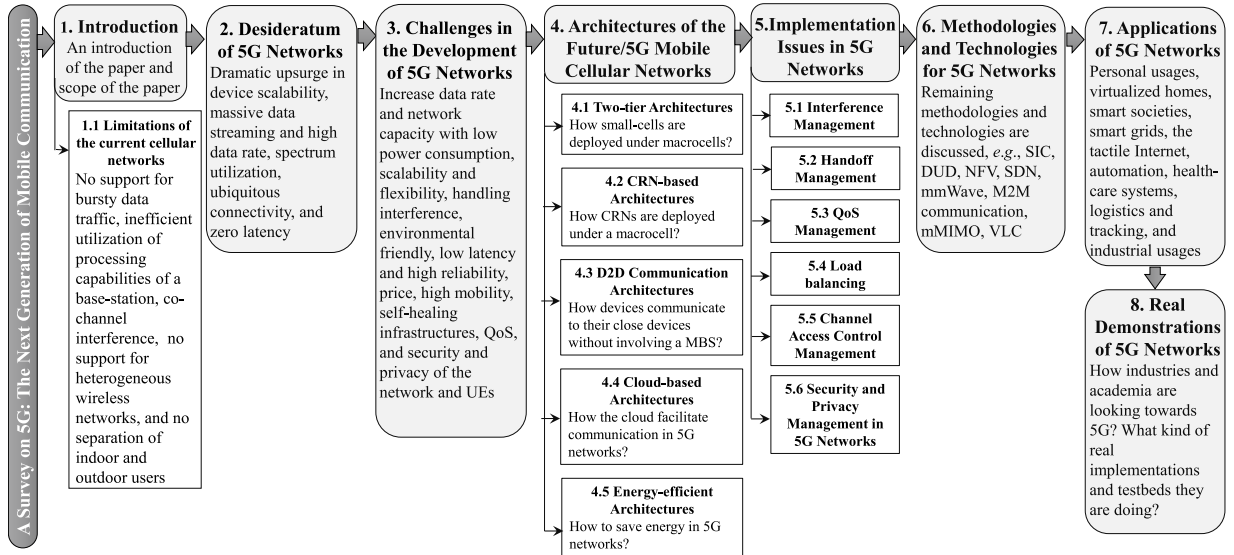 A Survey on 5G: The Next Generation of Mobile Communication
1. Introduction
An introduction
of the paper and
scope of the paper
1.1 Limitations of
the current cellular
networks
No support for
bursty data
traffic, inefficient
utilization of
processing
capabilities of a
base-station, co-
channel
interference, no
support for
heterogeneous
wireless
networks, and no
separation of
indoor and
outdoor users
2. Desideratum
of 5G Networks
Dramatic upsurge in
device scalability,
massive data
streaming and high
data rate, spectrum
utilization,
ubiquitous
connectivity, and
zero latency
3. Challenges in
the Development
of 5G Networks
Increase data rate
and network
capacity with low
power consumption,
scalability and
flexibility, handling
interference,
environmental
friendly, low latency
and high reliability,
price, high mobility,
self-healing
infrastructures, QoS,
and security and
privacy of the
network and UEs
4. Architectures of the
Future/5G Mobile
Cellular Networks
4.1 Two-tier Architectures
How small-cells are
deployed under macrocells?
4.2 CRN-based
Architectures
How CRNs are deployed
under a macrocell?
4.3 D2D Communication
Architectures
How devices communicate
to their close devices
without involving a MBS?
4.4 Cloud-based
Architectures
How the cloud facilitate
communication in 5G
networks?
4.5 Energy-efficient
Architectures
How to save energy in 5G
networks?
5.Implementation
Issues in 5G
Networks
5.1 Interference
Management
5.2 Handoff
Management
5.3 QoS
Management
5.4 Load
balancing
5.5 Channel
Access Control
Management
5.6 Security and
Privacy
Management in
5G Networks
6. Methodologies
and Technologies
for 5G Networks
Remaining
methodologies and
technologies are
discussed, e.g., SIC,
DUD, NFV, SDN,
mmWave, M2M
communication,
mMIMO, VLC
7. Applications
of 5G Networks
Personal usages,
virtualized homes,
smart societies,
smart grids, the
tactile Internet,
automation, health-
care systems,
logistics and
tracking, and
industrial usages
8. Real
Demonstrations
of 5G Networks
How industries and
academia are
looking towards
5G? What kind of
real
implementations
and testbeds they
are doing?